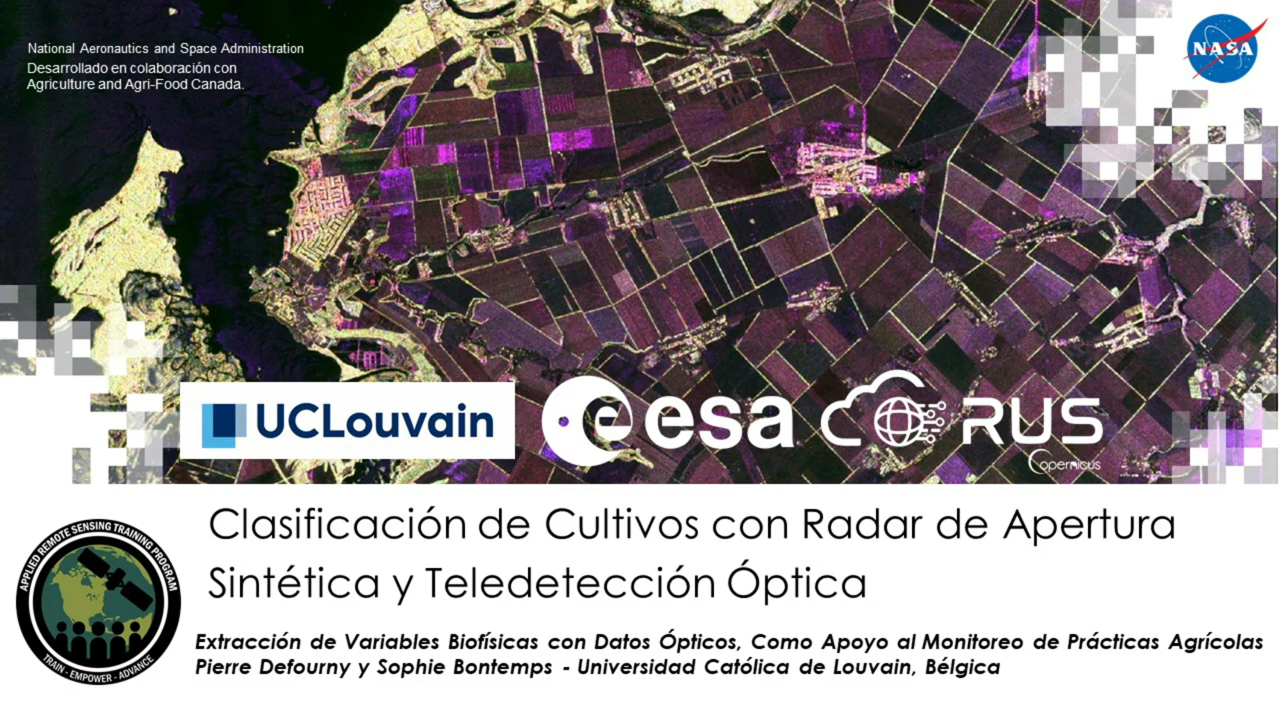 National Aeronautics and Space Administration
Desarrollado en colaboración con
Agriculture and Agri-Food Canada.
NASA
UCLouvain
esa
RUS
Copernicus
Clasificación de Cultivos con Radar de Apertura
Sintética y Teledetección Óptica
APPLIED REMOTE SENSING TRAINING PROGRAM
TRAIN - EMPOWER - ADVANCE
Extracción de Variables Biofísicas con Datos Ópticos, Como Apoyo al Monitoreo de Prácticas Agrícolas
Pierre Defourny y Sophie Bontemps - Universidad Católica de Louvain, Bélgica